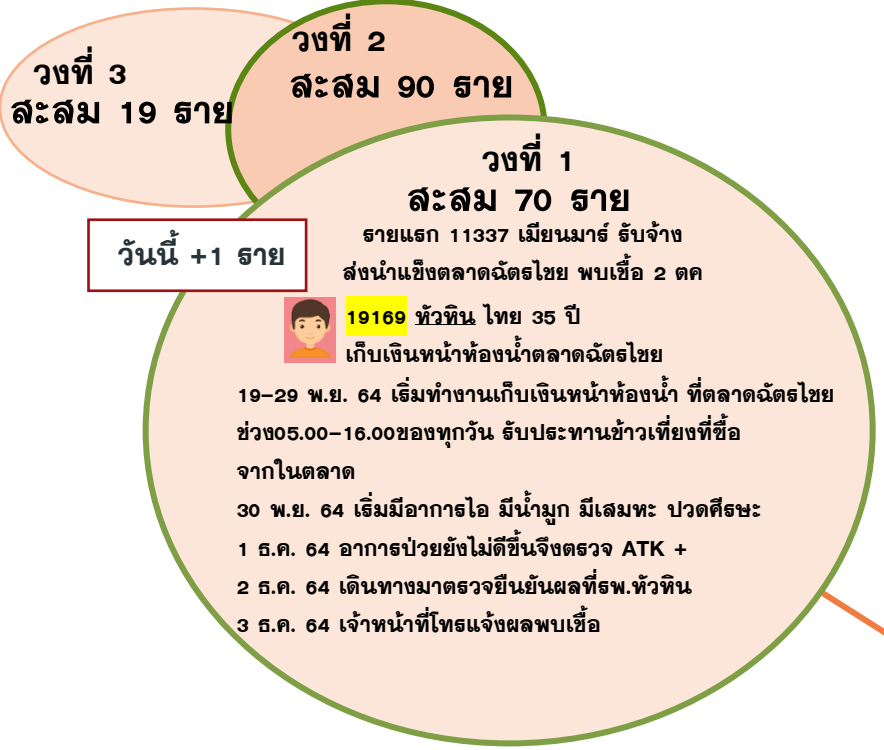 วงที่ 3
สะสม 19 ราย
วงที่ 2
สะสม 90 ราย
วงที่ 1
สะสม 70 ราย
วันนี้ +1 ราย
รายแรก 11337 เมียนมาร์ รับจ้าง
ส่งนำแข็งตลาดฉัตรไชย พบเชื้อ 2 ตค
19169 หัวหิน ไทย 35 ปี
เก็บเงินหน้าห้องน้ำตลาดฉัตรไชย
19–29 พ.ย. 64 เริ่มทำงานเก็บเงินหน้าห้องน้ำ ที่ตลาดฉัตรไชย
ช่วง05.00–16.00ของทุกวัน รับประทานข้าวเที่ยงที่ซื้อ
จากในตลาด
30 พ.ย. 64 เริ่มมีอาการไอ มีน้ำมูก มีเสมหะ ปวดศีรษะ
1 ธ.ค. 64 อาการป่วยยังไม่ดีขึ้นจึงตรวจ ATK +
2 ธ.ค. 64 เดินทางมาตรวจยืนยันผลที่รพ.หัวหิน
3 ธ.ค. 64 เจ้าหน้าที่โทรแจ้งผลพบเชื้อ